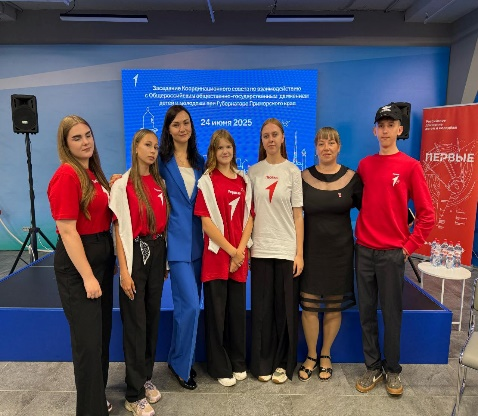 Заседание Координационного совета по взаимодействию
с Общероссийским общественно-государственным движением
детей и молодежи при Губернаторе Приморского края
24 июня 2025
ПЕРВЫЕ